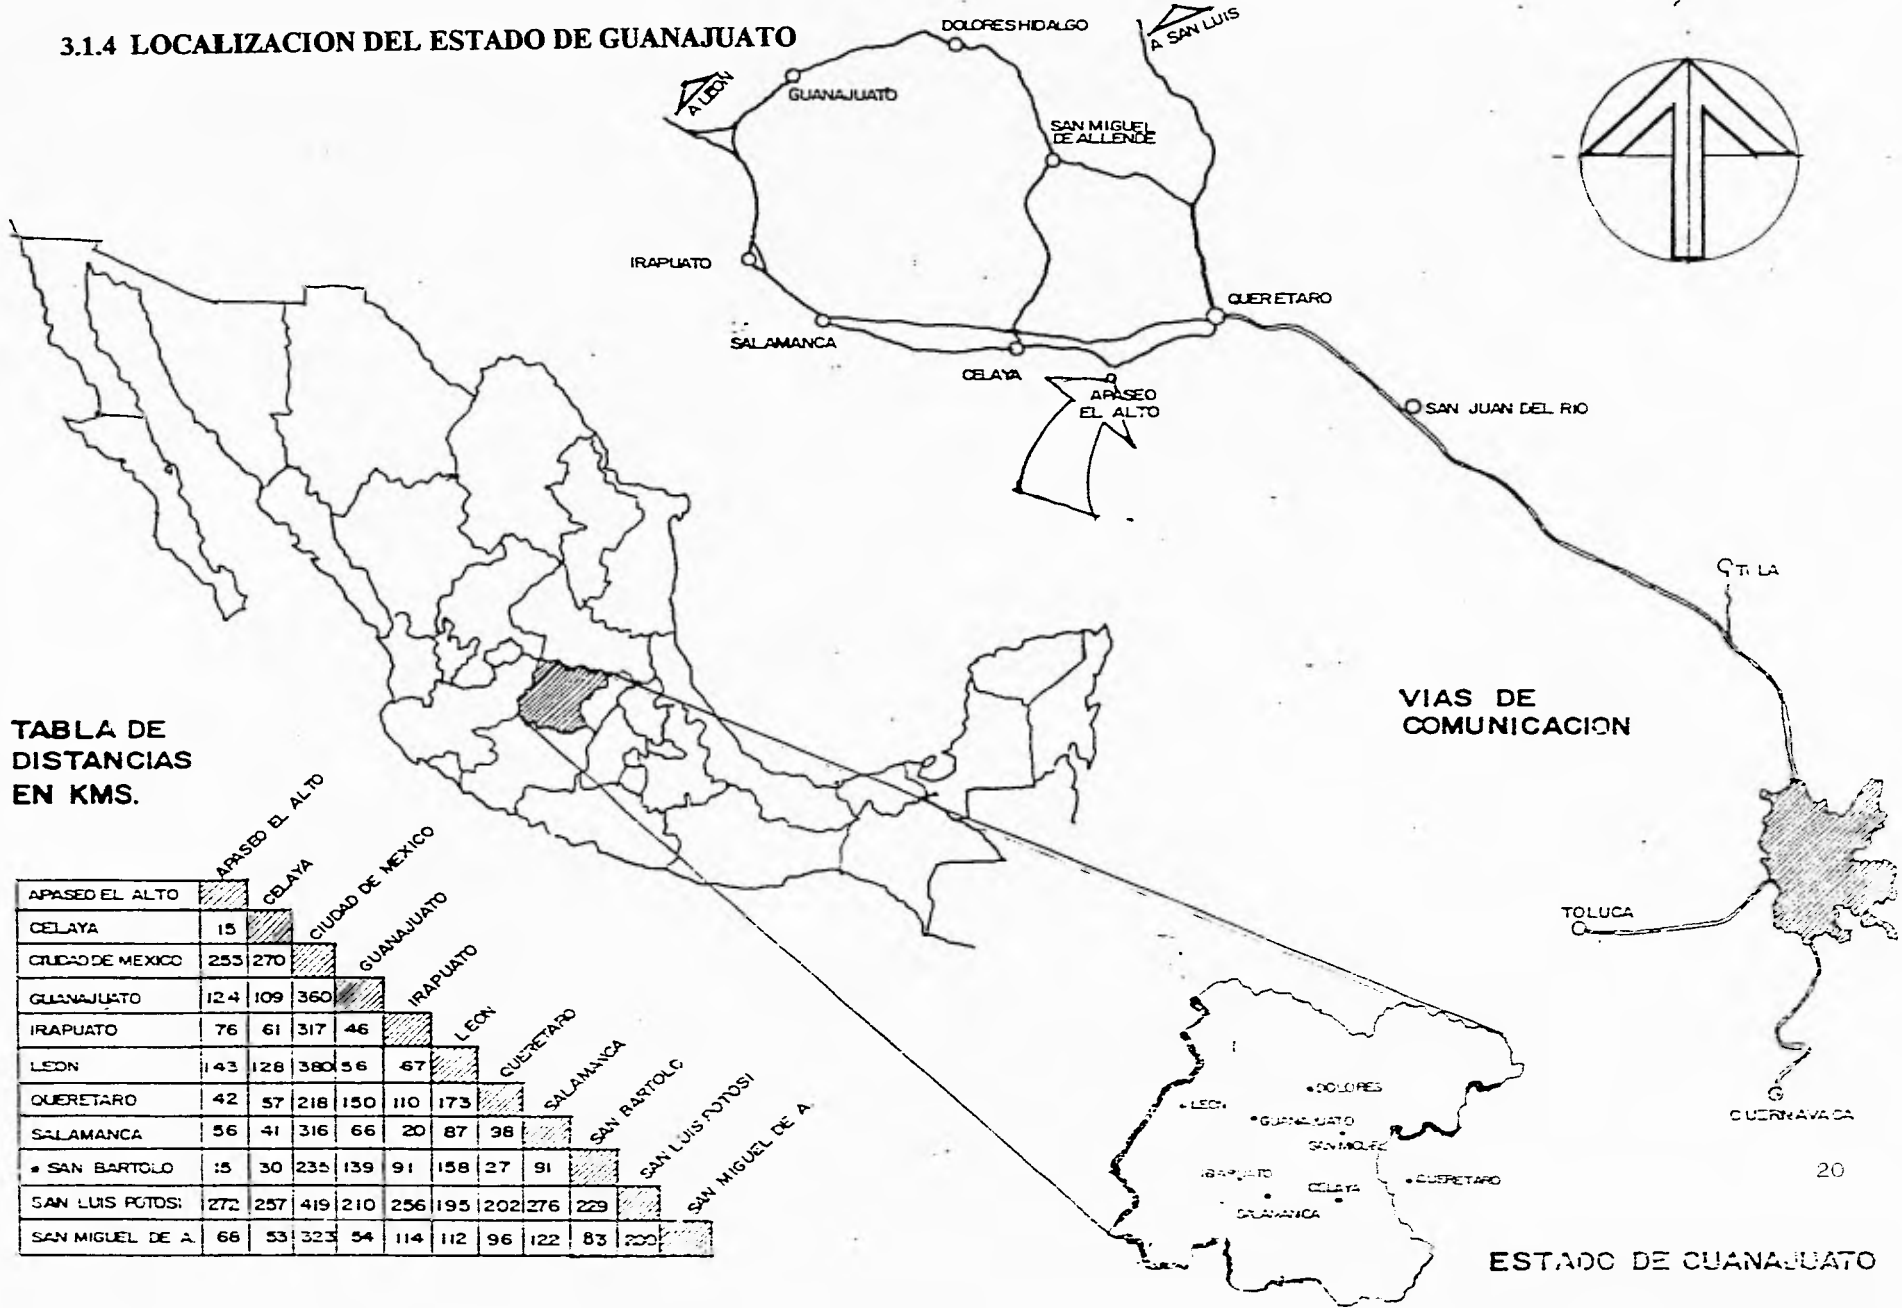 3.1.4 LOCALIZACION DEL ESTADO DE GUANAJUATO
DOLORES HIDALGO
A SAN LUIS
A LEON
GUANAJUATO
SAN MIGUEL
DE ALLENDE
IRAPUATO
QUERETARO
SALAMANCA
CELAYA
APASEO
EL ALTO
SAN JUAN DEL RIO
VIAS DE
COMUNICACION
TOLUCA
CUERNAVACA
TABLA DE
DISTANCIAS
EN KMS.
APASEO EL ALTO
CELAYA
CIUDAD DE MEXICO
GUANAJUATO
IRAPUATO
LEON
QUERETARO
SALAMANCA
SAN BARTOLO
SAN LUIS POTOSI
SAN MIGUEL DE A.
APASEO EL ALTO
CELAYA 15
CIUDAD DE MEXICO 253 270
GUANAJUATO 124 109 360
IRAPUATO 76 61 317 46
LEON 143 128 380 56 67
QUERETARO 42 57 218 150 110 173
SALAMANCA 56 41 316 66 20 87 98
• SAN BARTOLO 15 30 235 139 91 158 27 91
SAN LUIS POTOSI 272 257 419 210 256 195 202 276 229
SAN MIGUEL DE A. 68 53 323 54 114 112 96 122 83
DOLORES
LEON
GUANAJUATO
SAN MIGUEL
IRAPUATO
CELAYA
QUERETARO
SALAMANCA
20
ESTADO DE GUANAJUATO